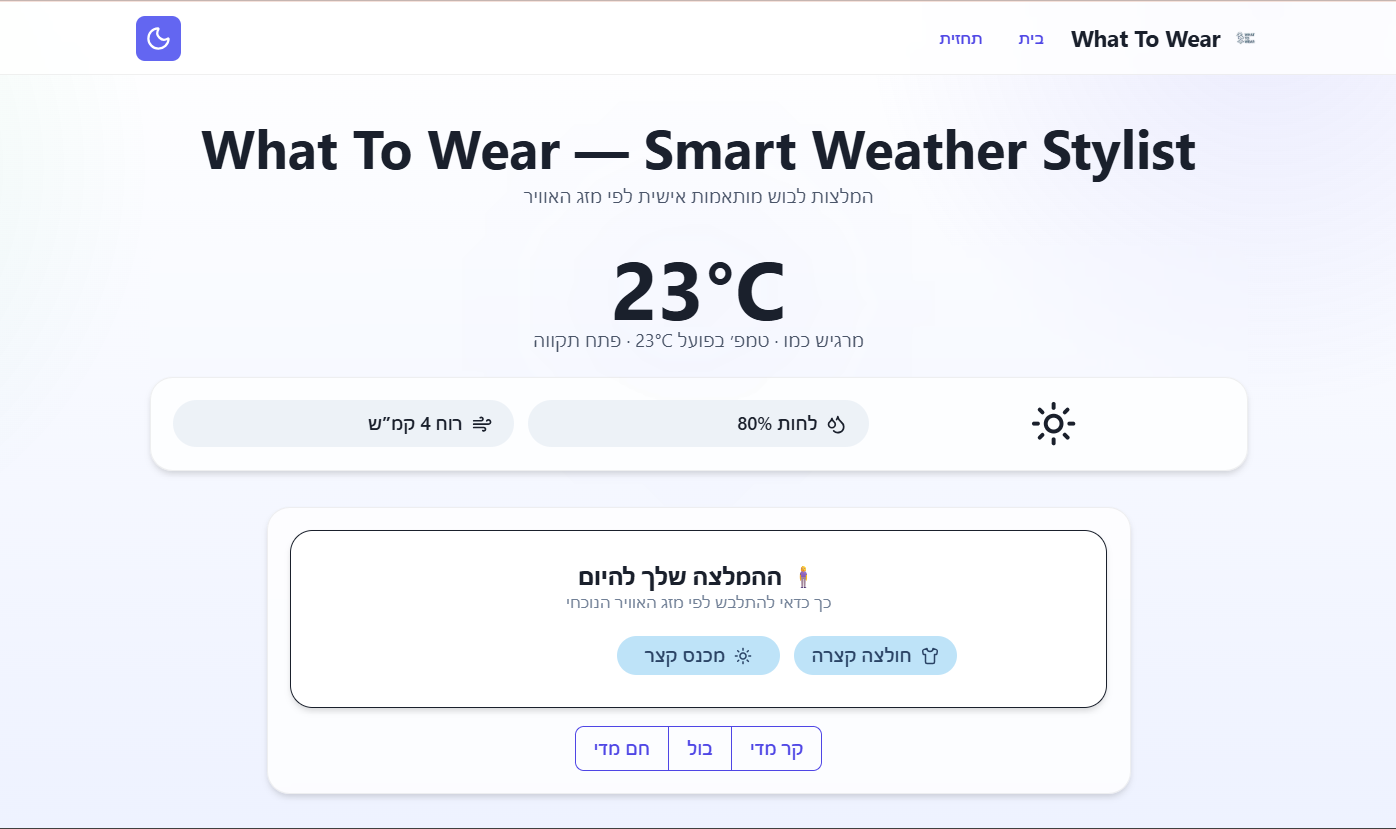 What To Wear בית תחזית
What To Wear — Smart Weather Stylist
המלצות לבוש מותאמות אישית לפי מזג האוויר
23°C
מרגיש כמו · טמפ׳ בפועל 23°C · פתח תקווה
לחות 80% רוח 4 קמ״ש
ההמלצה שלך להיום
כך כדאי להתלבש לפי מזג האוויר הנוכחי
חולצה קצרה מכנס קצר
קר מדי בול חם מדי